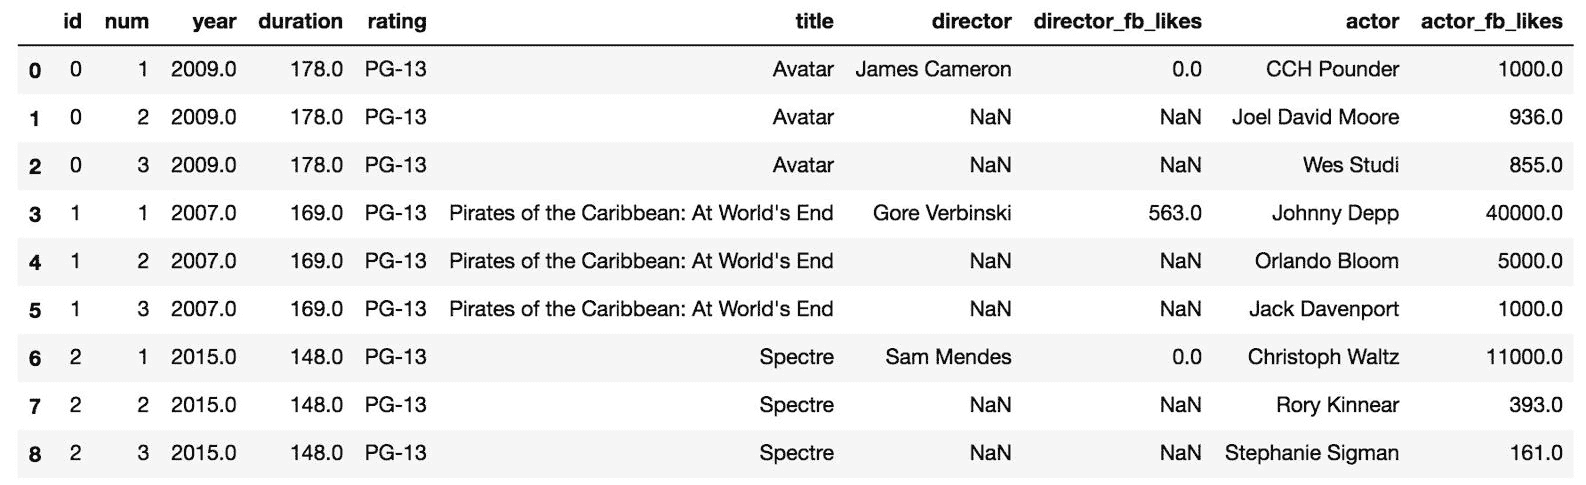 id num year duration rating title director director_fb_likes actor actor_fb_likes
0 0 1 2009.0 178.0 PG-13 Avatar James Cameron 0.0 CCH Pounder 1000.0
1 0 2 2009.0 178.0 PG-13 Avatar NaN NaN Joel David Moore 936.0
2 0 3 2009.0 178.0 PG-13 Avatar NaN NaN Wes Studi 855.0
3 1 1 2007.0 169.0 PG-13 Pirates of the Caribbean: At World's End Gore Verbinski 563.0 Johnny Depp 40000.0
4 1 2 2007.0 169.0 PG-13 Pirates of the Caribbean: At World's End NaN NaN Orlando Bloom 5000.0
5 1 3 2007.0 169.0 PG-13 Pirates of the Caribbean: At World's End NaN NaN Jack Davenport 1000.0
6 2 1 2015.0 148.0 PG-13 Spectre Sam Mendes 0.0 Christoph Waltz 11000.0
7 2 2 2015.0 148.0 PG-13 Spectre NaN NaN Rory Kinnear 393.0
8 2 3 2015.0 148.0 PG-13 Spectre NaN NaN Stephanie Sigman 161.0